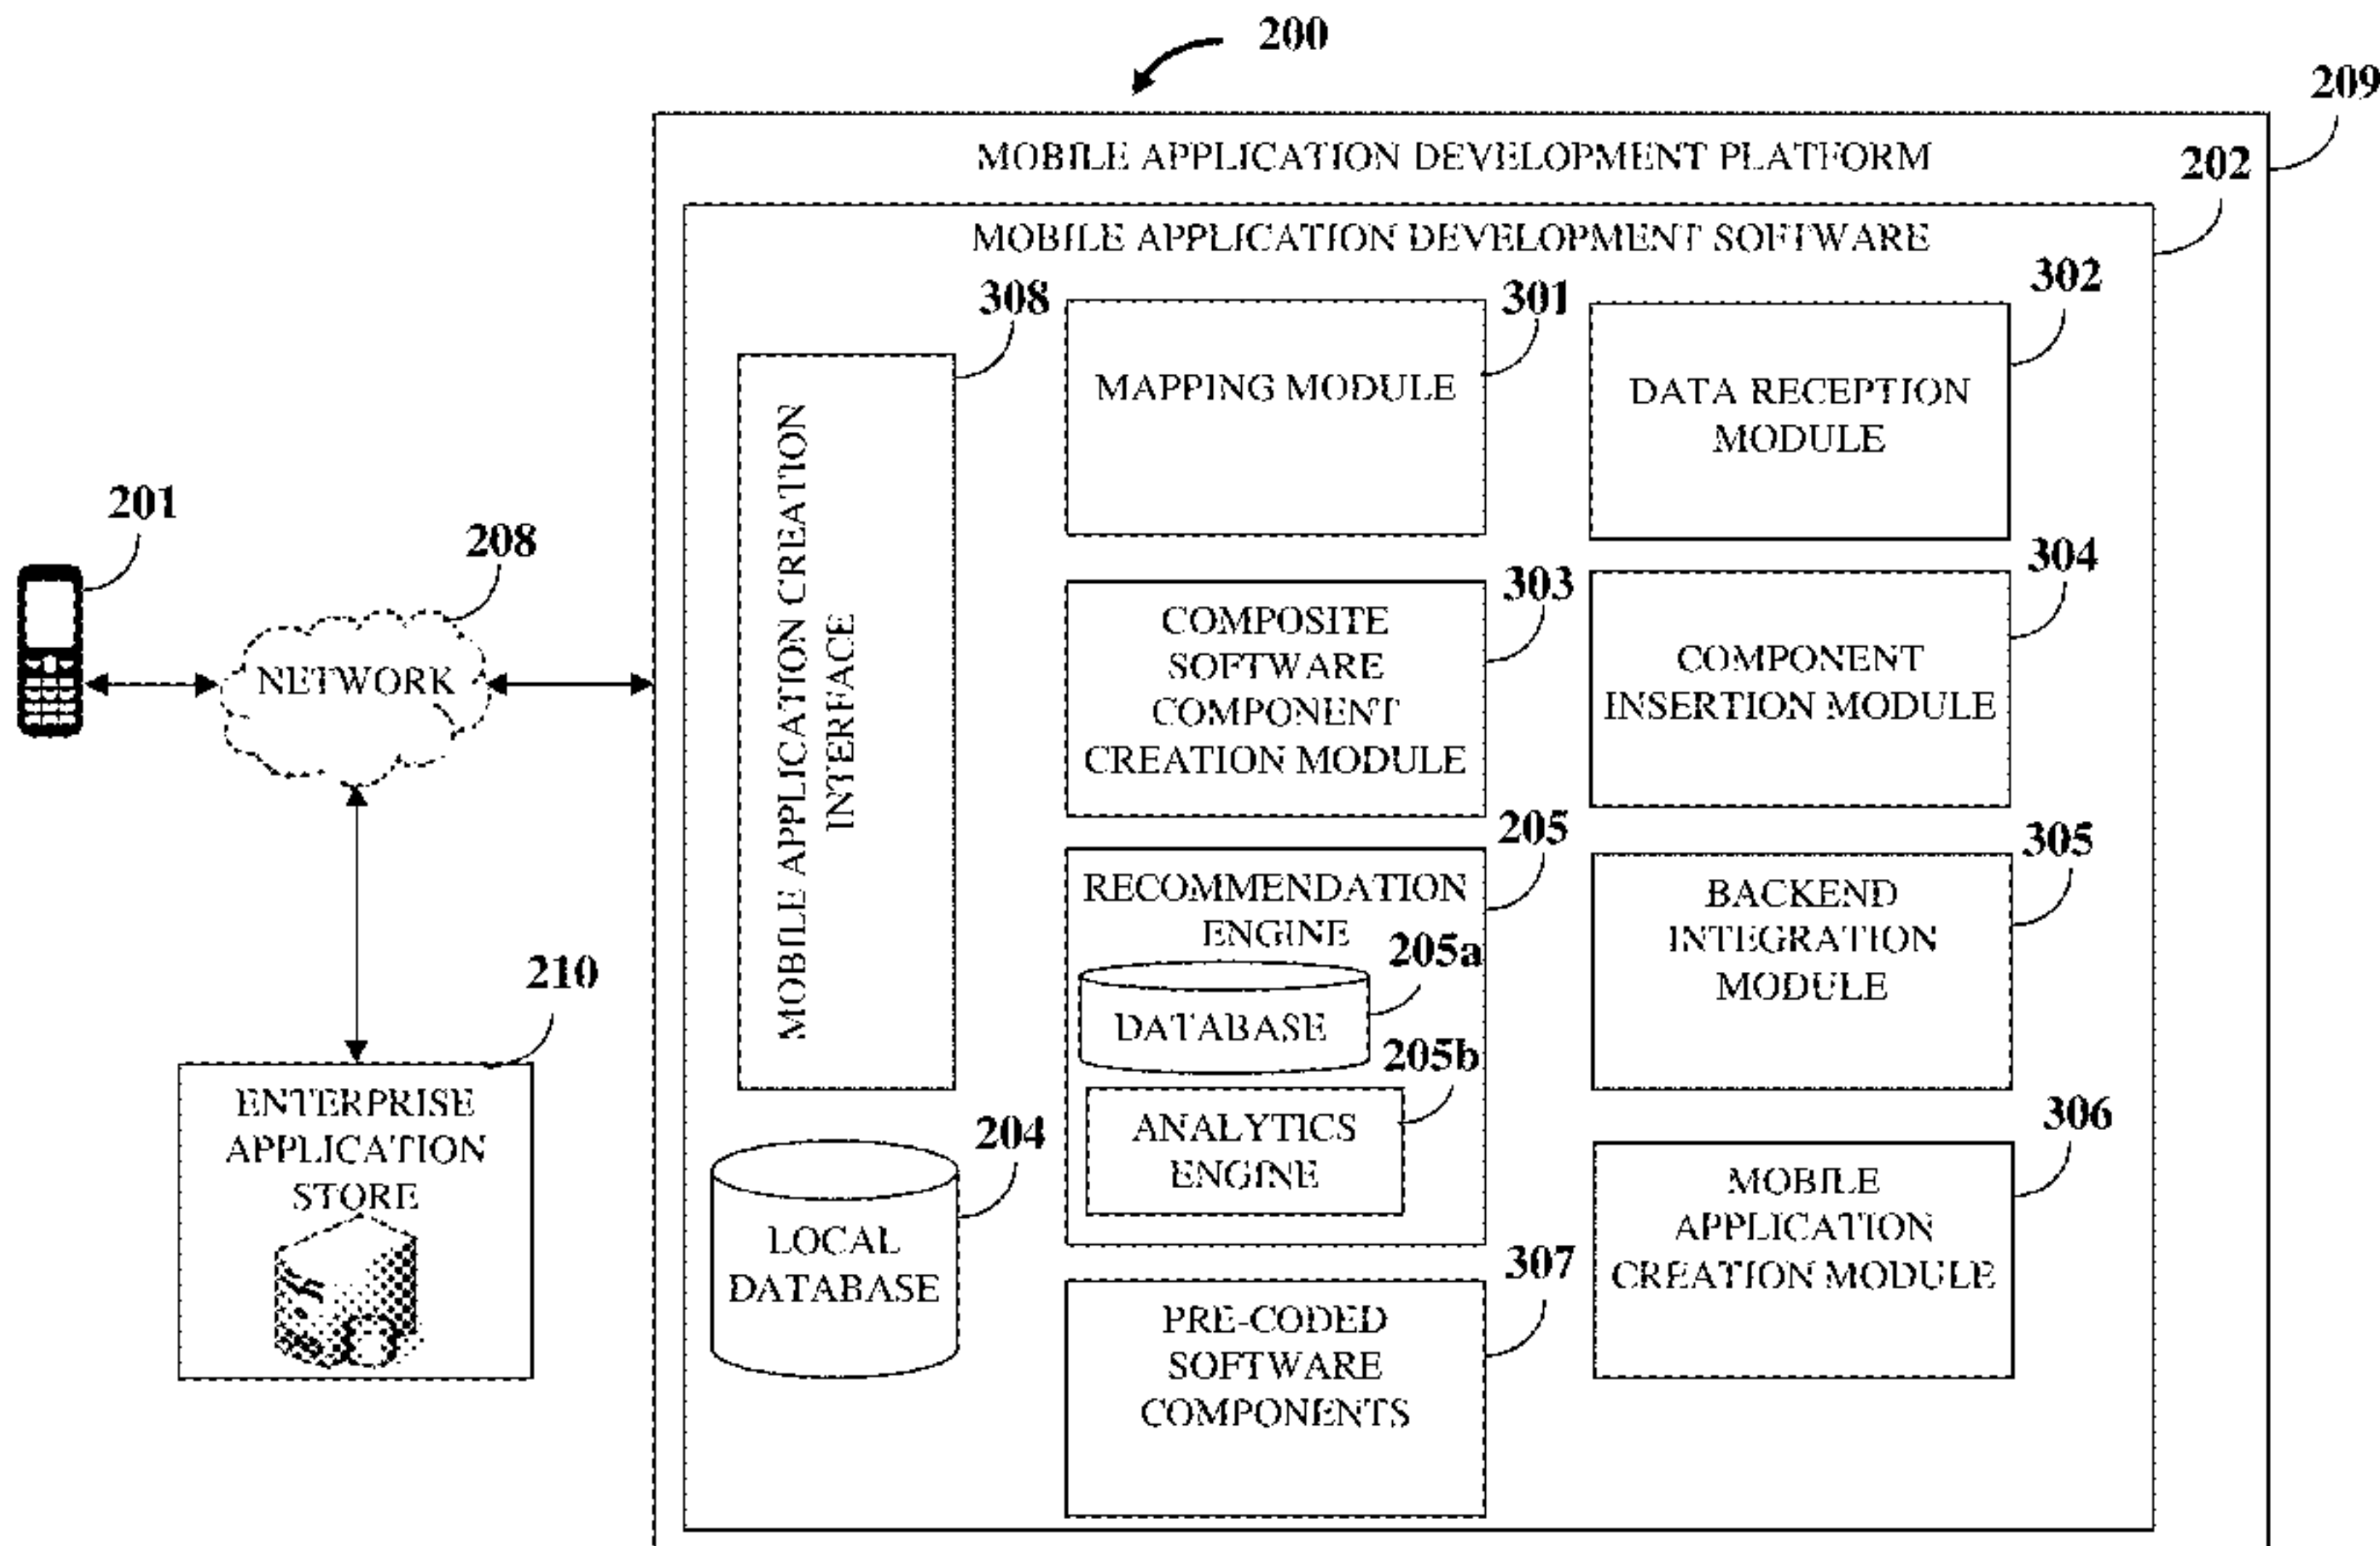 200
209
MOBILE APPLICATION DEVELOPMENT PLATFORM
202
MOBILE APPLICATION DEVELOPMENT SOFTWARE
308
301
302
MOBILE APPLICATION CREATION
INTERFACE
MAPPING MODULE
DATA RECEPTION
MODULE
201
208
NETWORK
303
304
COMPOSITE
SOFTWARE
COMPONENT
CREATION MODULE
COMPONENT
INSERTION MODULE
205
305
RECOMMENDATION
ENGINE
205a
DATABASE
205b
ANALYTICS
ENGINE
BACKEND
INTEGRATION
MODULE
210
ENTERPRISE
APPLICATION
STORE
204
LOCAL
DATABASE
306
MOBILE
APPLICATION
CREATION MODULE
307
PRE-CODED
SOFTWARE
COMPONENTS